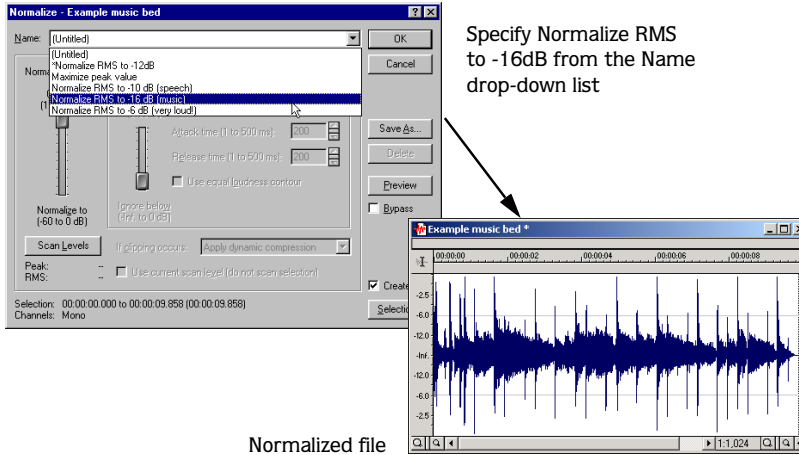 Normalize - Example music bed
Name: (Untitled)
OK
(Untitled)
*Normalize RMS to -12dB
Maximize peak value
Normalize RMS to -10 dB (speech)
Normalize RMS to -16 dB (music)
Normalize RMS to -6 dB (very loud!)
Cancel
Attack time (1 to 500 ms): 200
Save As...
Release time (1 to 500 ms): 200
Delete
Use equal loudness contour
Preview
Normalize to
(-60 to 0 dB)
Ignore below
(-Inf. to 0 dB)
Bypass
Scan Levels
If clipping occurs: Apply dynamic compression
Peak: --
RMS: --
Use current scan level (do not scan selection)
Selection: 00:00:00.000 to 00:00:09.858 (00:00:09.858)
Channels: Mono
Specify Normalize RMS
to -16dB from the Name
drop-down list
Example music bed *
00:00:00 00:00:02 00:00:04 00:00:06 00:00:08
-2.5
-6.0
-12.0
-Inf.
-12.0
-6.0
-2.5
1:1,024
Normalized file